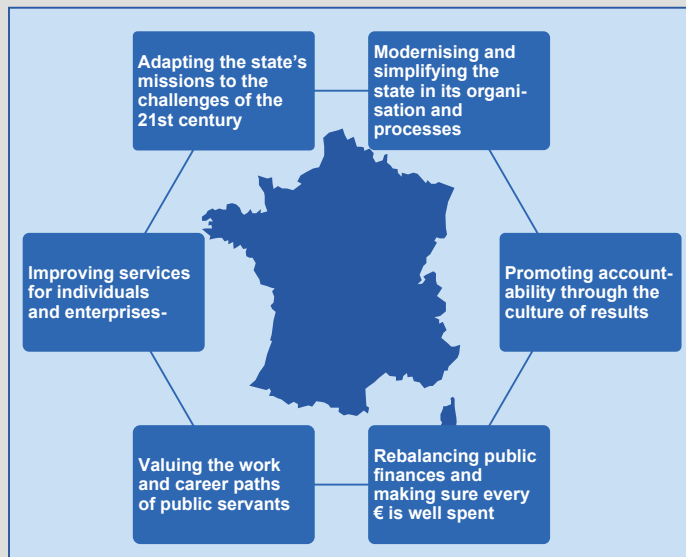 Adapting the state's
missions to the
challenges of the
21st century
Modernising and
simplifying the
state in its organi-
sation and
processes
Improving services
for individuals
and enterprises-
Promoting account-
ability through the
culture of results
Valuing the work
and career paths
of public servants
Rebalancing public
finances and
making sure every
€ is well spent